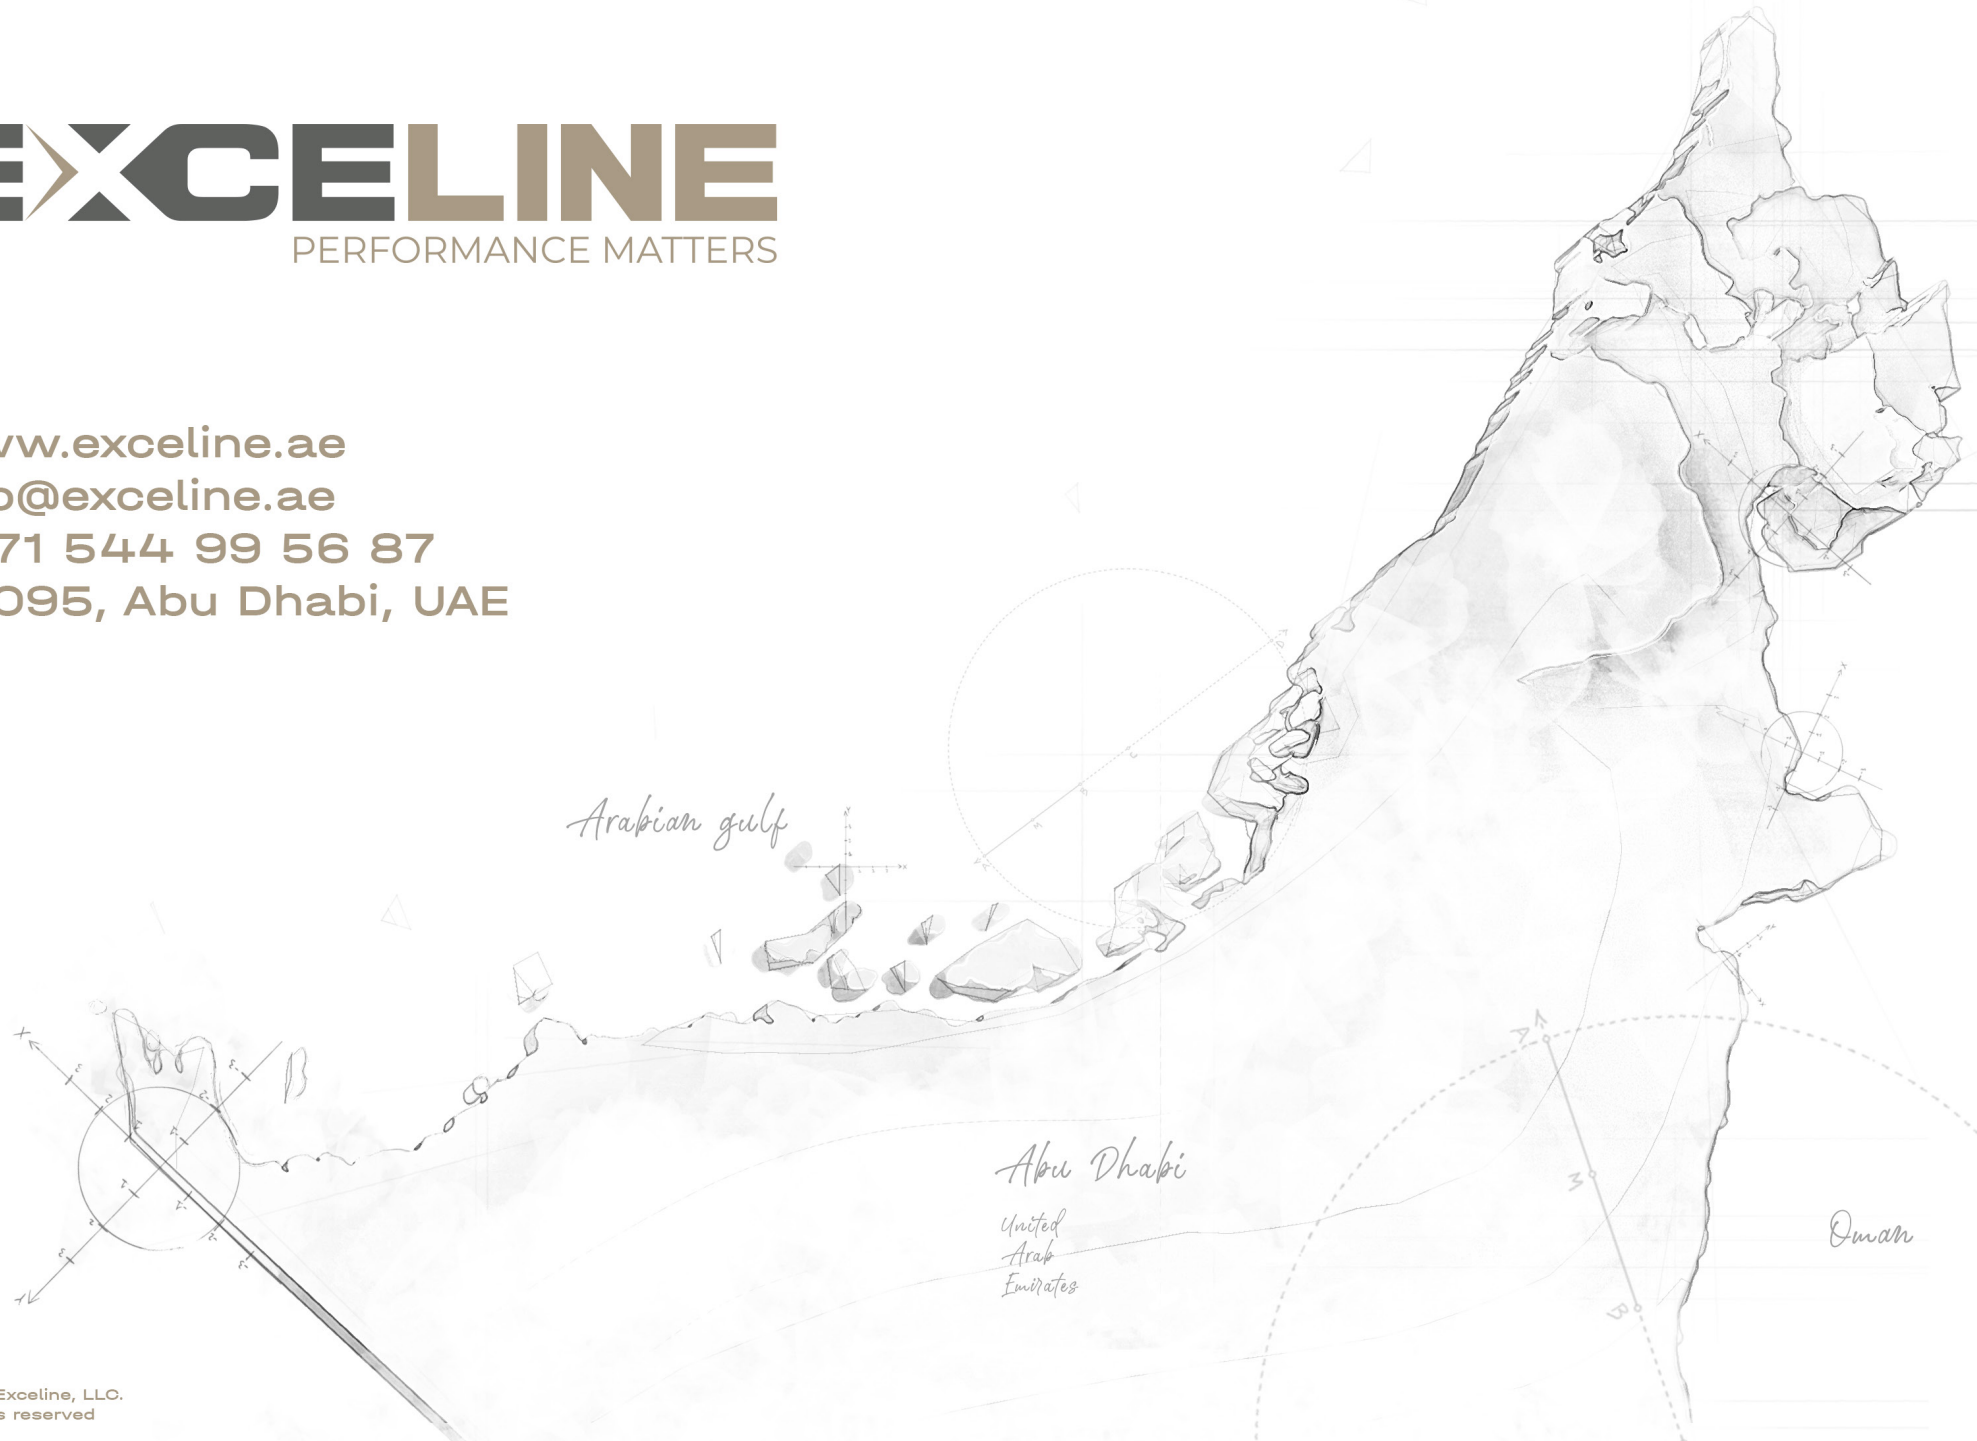 EXCELINE
PERFORMANCE MATTERS
ww.exceline.ae
o@exceline.ae
71 544 99 56 87
095, Abu Dhabi, UAE
Arabian gulf
Abu Dhabi
United
Arab
Emirates
Oman
A
M
B
Exceline, LLC.
s reserved